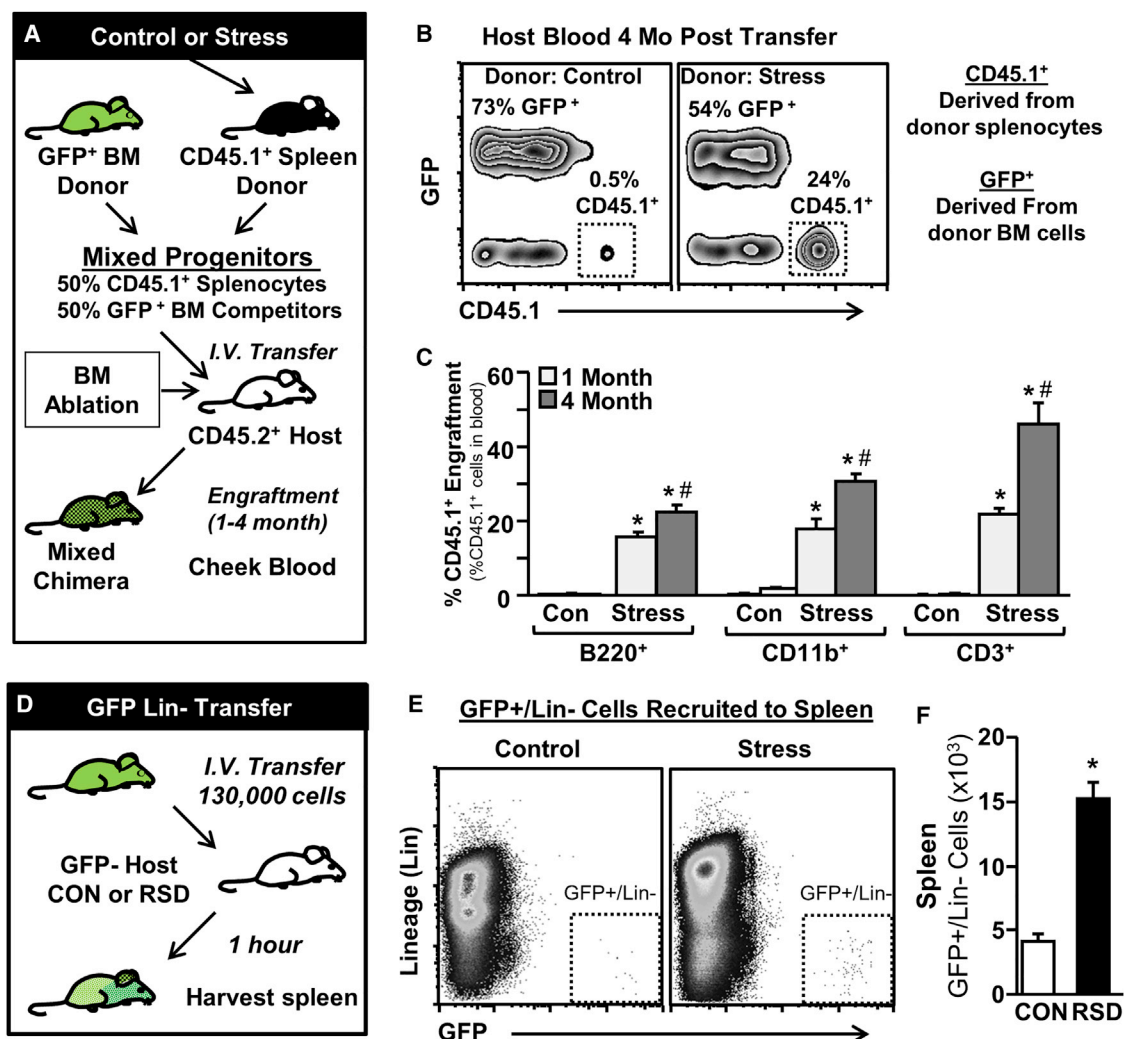 A
Control or Stress
GFP+ BM
Donor
CD45.1+ Spleen
Donor
Mixed Progenitors
50% CD45.1+ Splenocytes
50% GFP + BM Competitors
I.V. Transfer
BM
Ablation
CD45.2+ Host
Engraftment
(1-4 month)
Mixed
Chimera
Cheek Blood
B
Host Blood 4 Mo Post Transfer
Donor: Control
73% GFP +
0.5%
CD45.1+
Donor: Stress
54% GFP +
24%
CD45.1+
GFP
CD45.1
CD45.1+
Derived from
donor splenocytes
GFP+
Derived From
donor BM cells
C
% CD45.1+ Engraftment
(%CD45.1+ cells in blood)
60
40
20
0
1 Month
4 Month
*
* #
*
* #
*
* #
Con Stress Con Stress Con Stress
B220+ CD11b+ CD3+
D
GFP Lin- Transfer
I.V. Transfer
130,000 cells
GFP- Host
CON or RSD
1 hour
Harvest spleen
E
GFP+/Lin- Cells Recruited to Spleen
Control
Stress
Lineage (Lin)
GFP+/Lin-
GFP+/Lin-
GFP
F
Spleen
GFP+/Lin- Cells (x103)
20
15
10
5
0
*
CON RSD